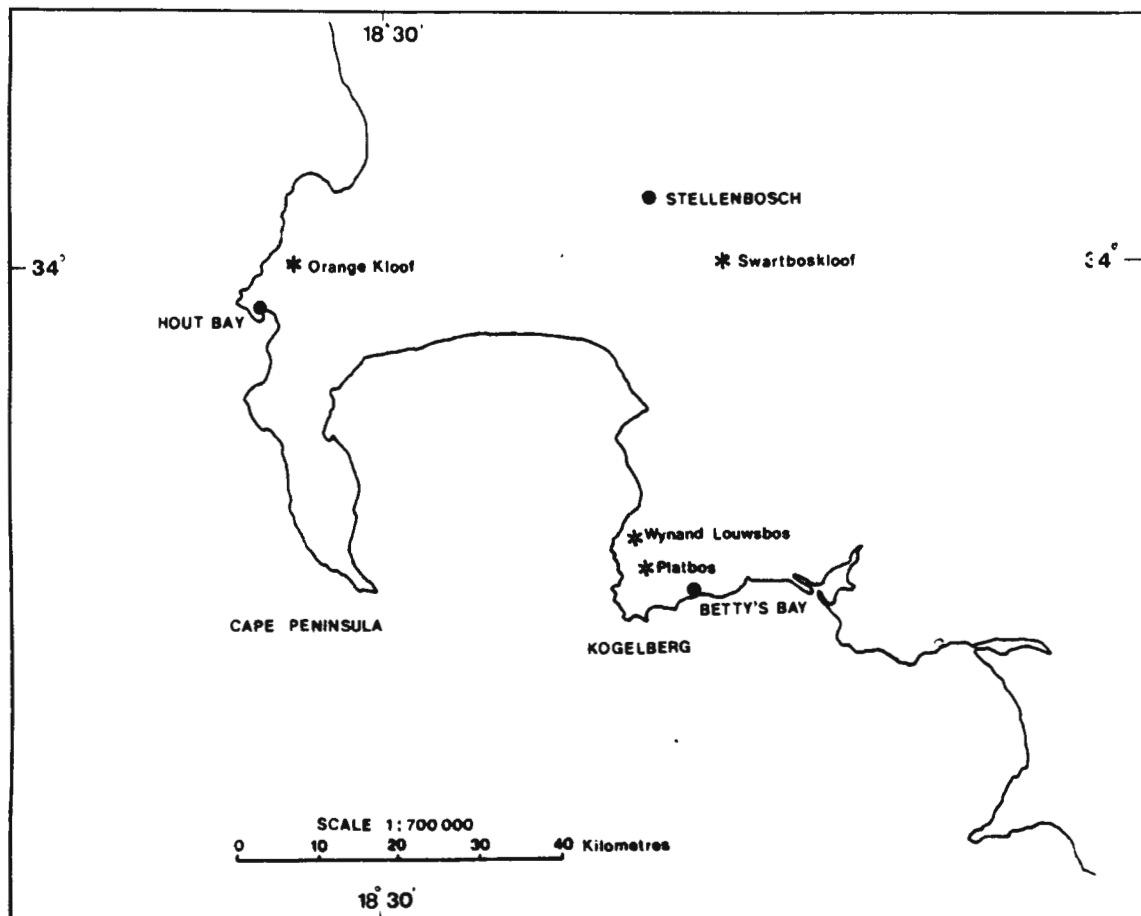 18°30'
STELLENBOSCH
34°
Orange Kloof
Swartboskloof
34°
HOUT BAY
Wynand Louwsbos
Platbos
BETTY'S BAY
CAPE PENINSULA
KOGELBERG
SCALE 1:700 000
0 10 20 30 40 Kilometres
18°30'